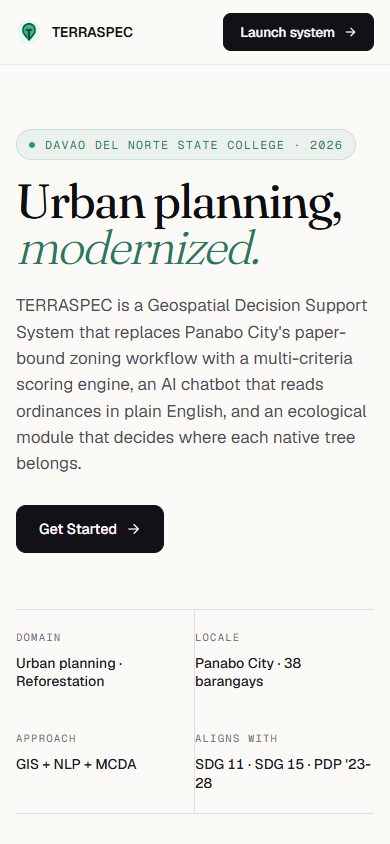 TERRASPEC
Launch system →
DAVAO DEL NORTE STATE COLLEGE · 2026
Urban planning,
modernized.
TERRASPEC is a Geospatial Decision Support
System that replaces Panabo City's paper-
bound zoning workflow with a multi-criteria
scoring engine, an AI chatbot that reads
ordinances in plain English, and an ecological
module that decides where each native tree
belongs.
Get Started →
DOMAIN
Urban planning ·
Reforestation
LOCALE
Panabo City · 38
barangays
APPROACH
GIS + NLP + MCDA
ALIGNS WITH
SDG 11 · SDG 15 · PDP '23-
28